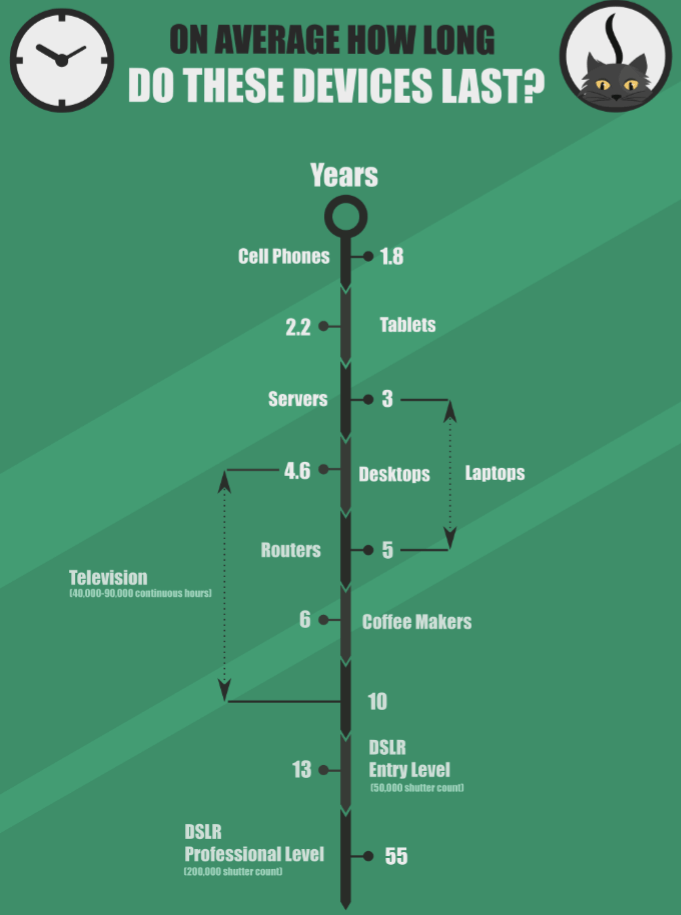 ON AVERAGE HOW LONG
DO THESE DEVICES LAST?
Years
Cell Phones 1.8
2.2 Tablets
Servers 3
4.6 Desktops Laptops
Routers 5
Television
(40,000-90,000 continuous hours)
6 Coffee Makers
10
DSLR
13 Entry Level
(50,000 shutter count)
DSLR
Professional Level 55
(200,000 shutter count)